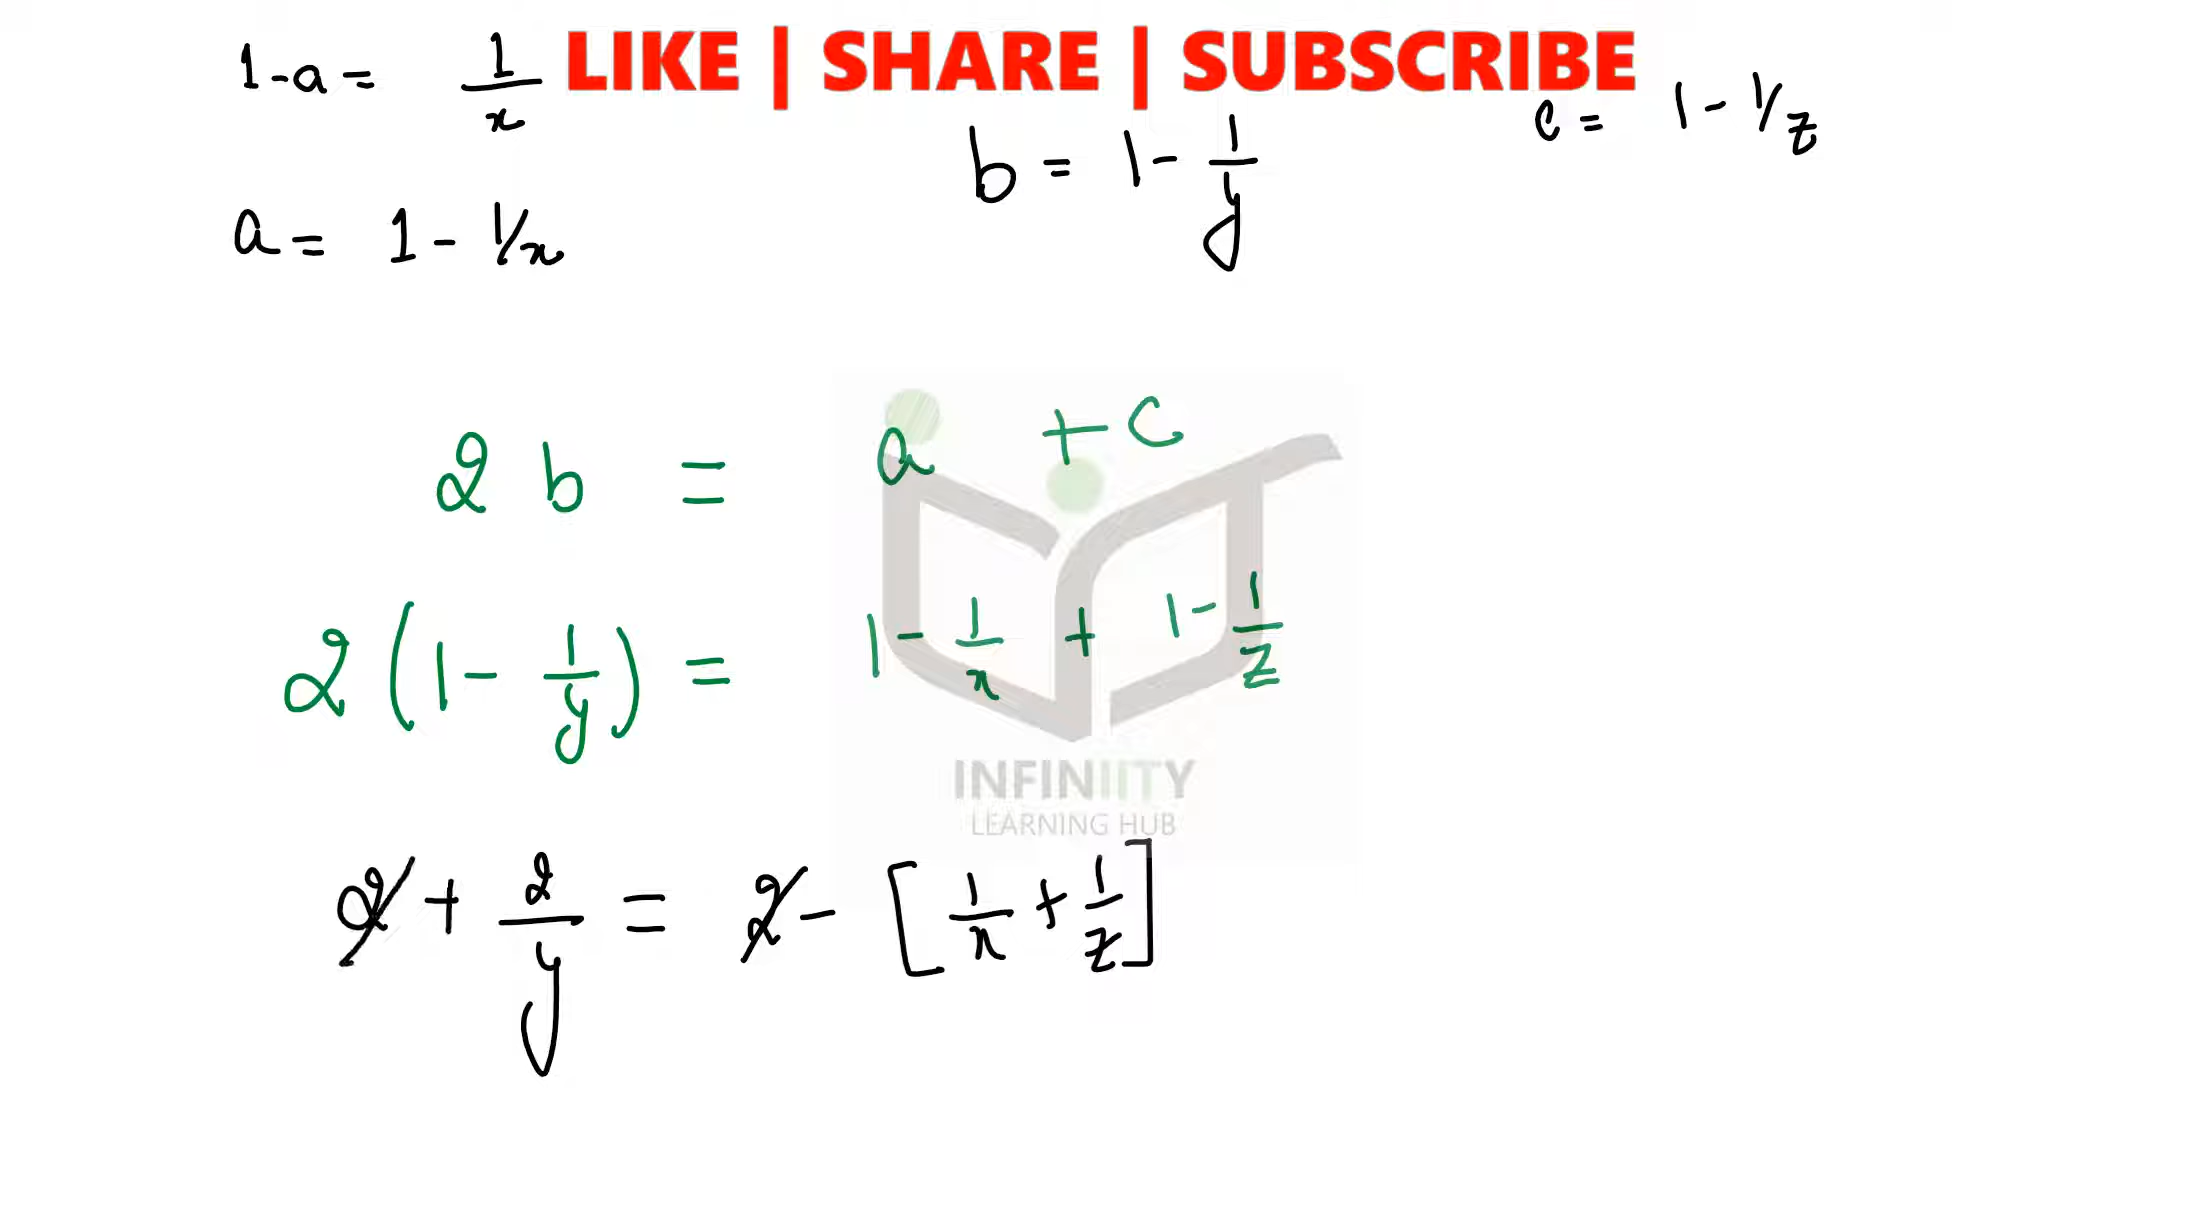 1-a = 1/x LIKE | SHARE | SUBSCRIBE
b = 1 - 1/y
c = 1 - 1/z
a = 1 - 1/x
2 b = a + c
2(1 - 1/y) = 1 - 1/x + 1 - 1/z
INFINIITY
LEARNING HUB
2 + 2/y = 2 - [1/x + 1/z]